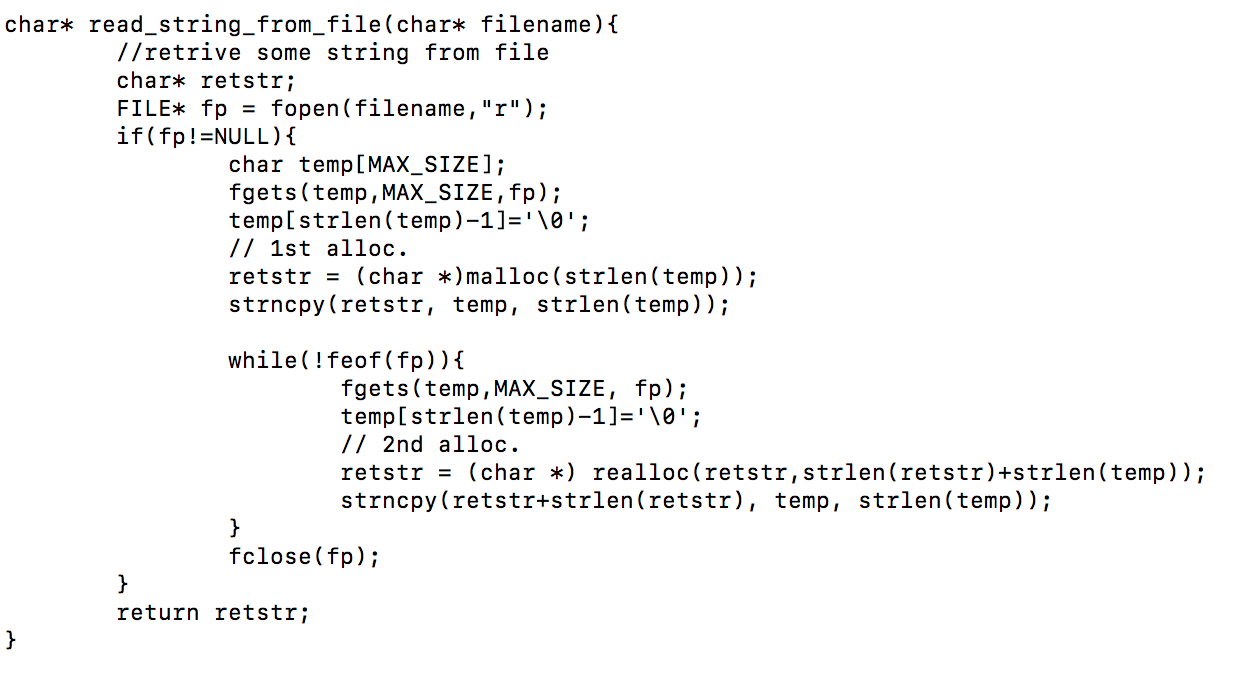 char* read_string_from_file(char* filename){
        //retrive some string from file
        char* retstr;
        FILE* fp = fopen(filename,"r");
        if(fp!=NULL){
                char temp[MAX_SIZE];
                fgets(temp,MAX_SIZE,fp);
                temp[strlen(temp)-1]='\0';
                // 1st alloc.
                retstr = (char *)malloc(strlen(temp));
                strncpy(retstr, temp, strlen(temp));

                while(!feof(fp)){
                        fgets(temp,MAX_SIZE, fp);
                        temp[strlen(temp)-1]='\0';
                        // 2nd alloc.
                        retstr = (char *) realloc(retstr,strlen(retstr)+strlen(temp));
                        strncpy(retstr+strlen(retstr), temp, strlen(temp));
                }
                fclose(fp);
        }
        return retstr;
}